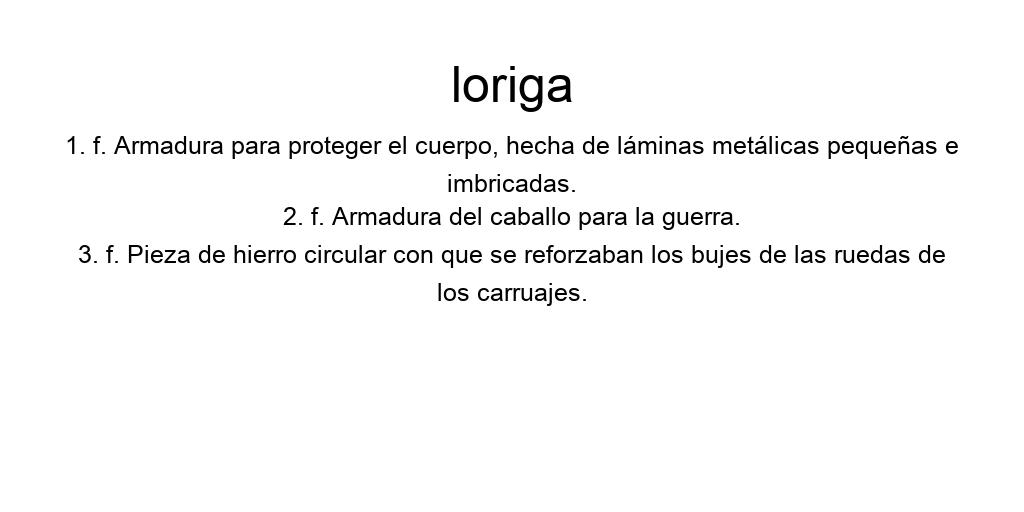 loriga
1. f. Armadura para proteger el cuerpo, hecha de láminas metálicas pequeñas e
imbricadas.
2. f. Armadura del caballo para la guerra.
3. f. Pieza de hierro circular con que se reforzaban los bujes de las ruedas de
los carruajes.